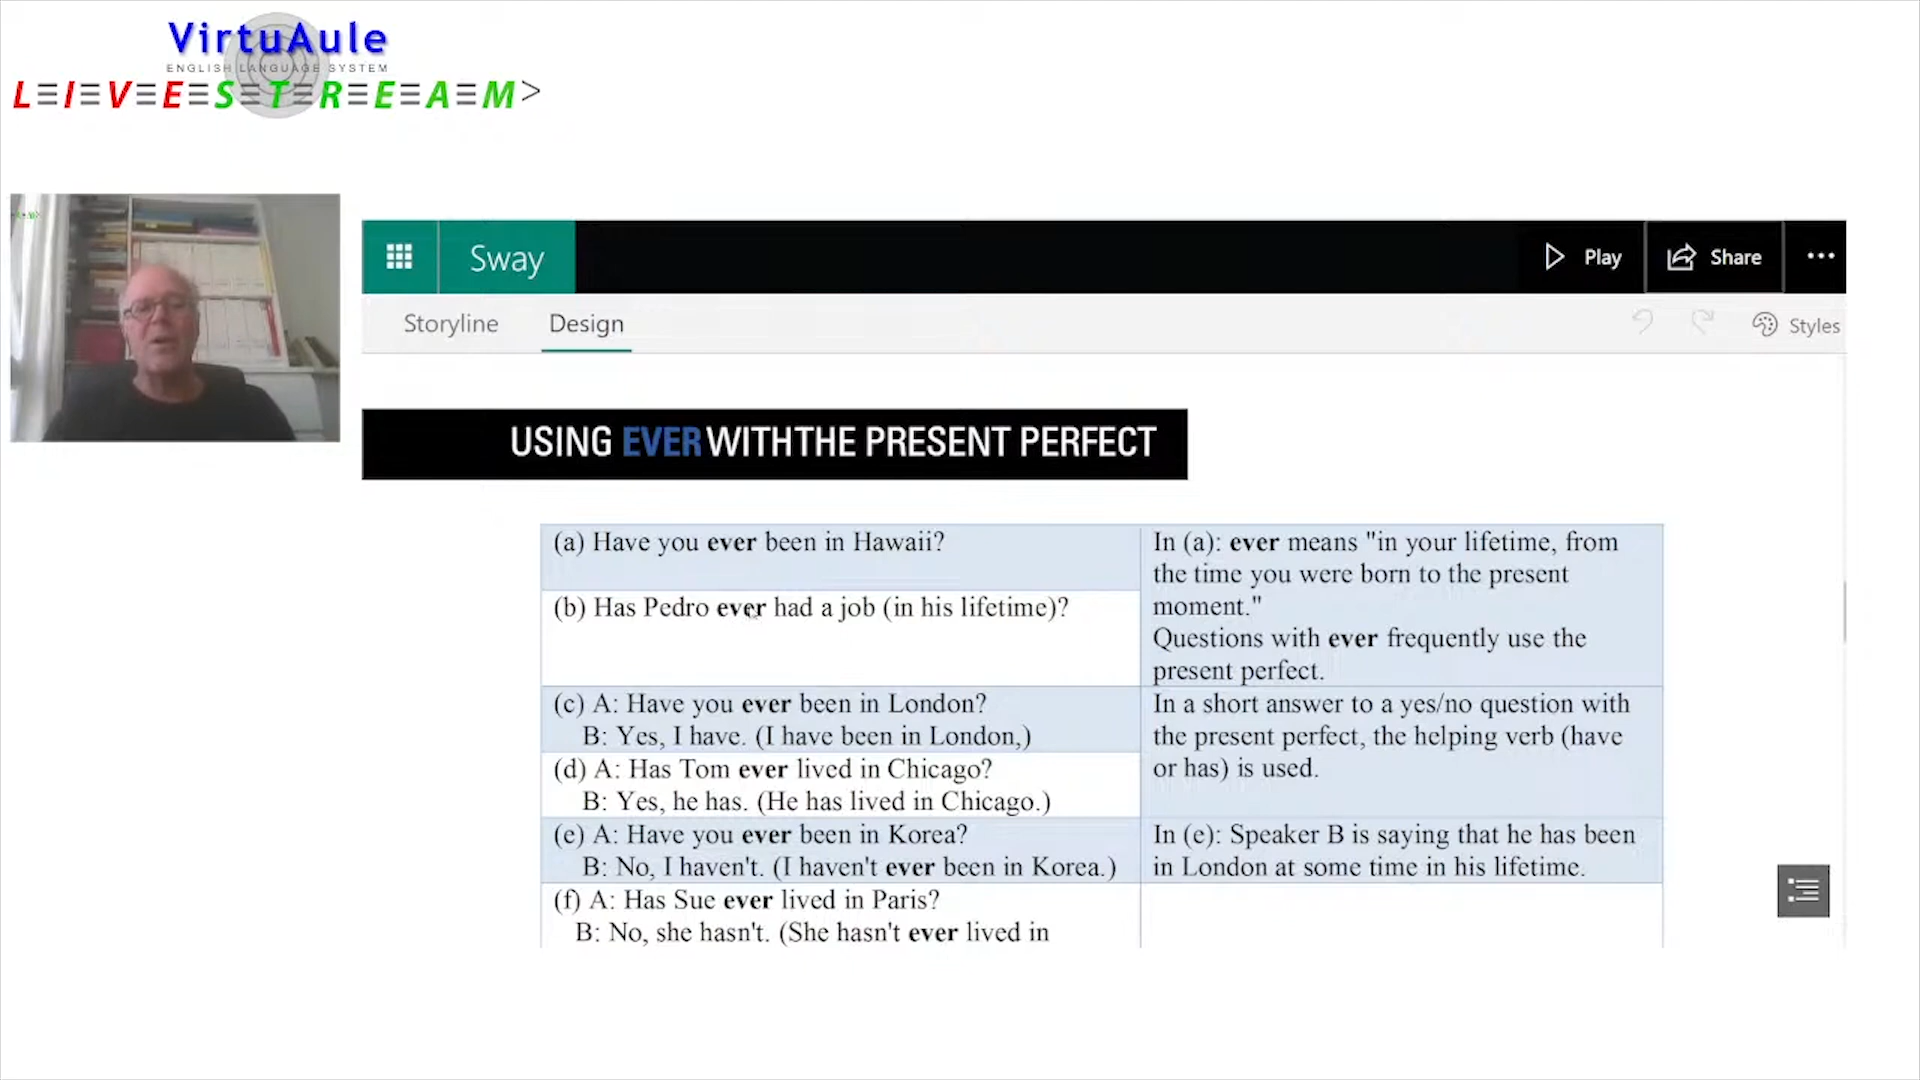 VirtuAule
ENGLISH LANGUAGE SYSTEM
L≡I≡V≡E≡S≡T≡R≡E≡A≡M>
Sway
Play
Share
Storyline
Design
Styles
USING EVER WITHTHE PRESENT PERFECT
(a) Have you ever been in Hawaii?
(b) Has Pedro ever had a job (in his lifetime)?
In (a): ever means "in your lifetime, from
the time you were born to the present
moment."
Questions with ever frequently use the
present perfect.
(c) A: Have you ever been in London?
B: Yes, I have. (I have been in London,)
(d) A: Has Tom ever lived in Chicago?
B: Yes, he has. (He has lived in Chicago.)
In a short answer to a yes/no question with
the present perfect, the helping verb (have
or has) is used.
(e) A: Have you ever been in Korea?
B: No, I haven't. (I haven't ever been in Korea.)
In (e): Speaker B is saying that he has been
in London at some time in his lifetime.
(f) A: Has Sue ever lived in Paris?
B: No, she hasn't. (She hasn't ever lived in